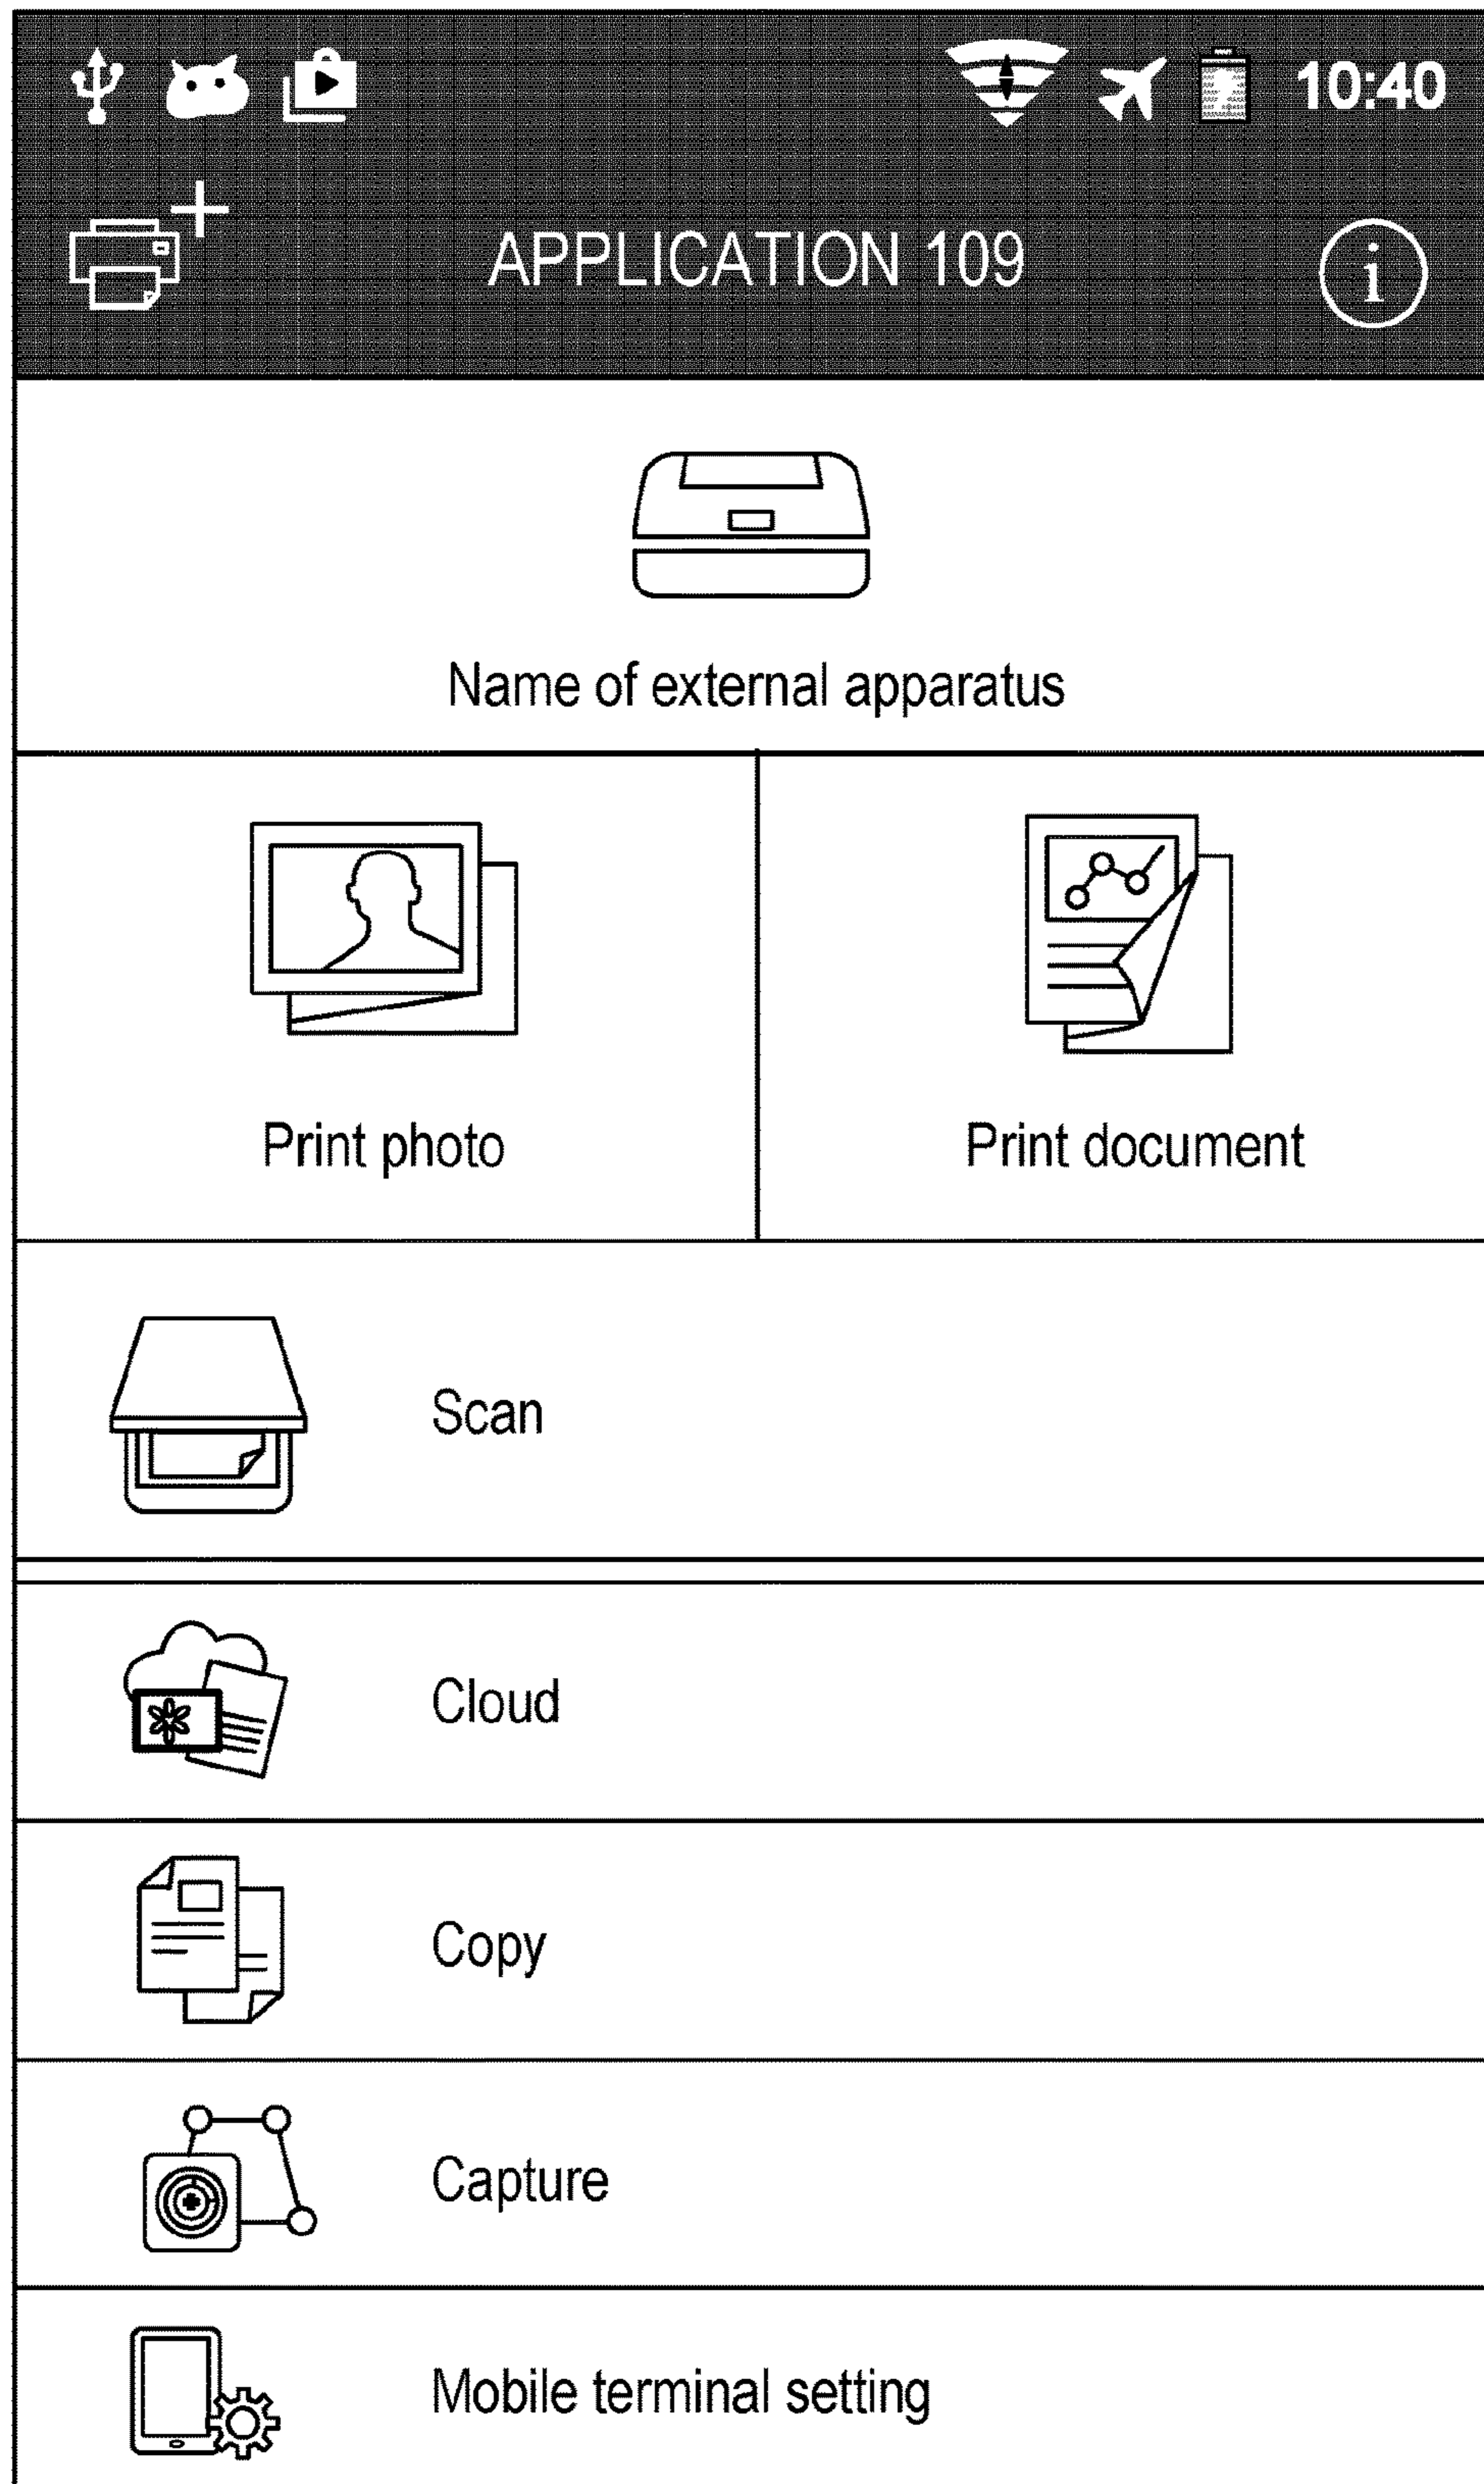 10:40
APPLICATION 109
i
Name of external apparatus
Print photo
Print document
Scan
Cloud
Copy
Capture
Mobile terminal setting